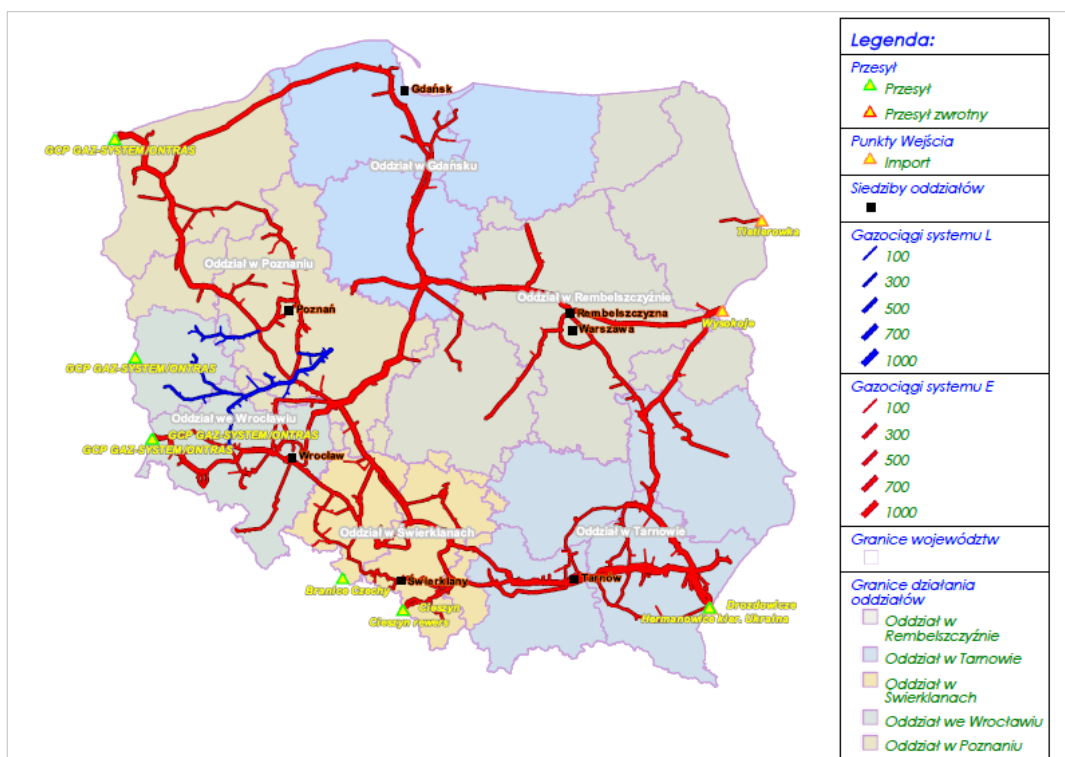 Gdańsk
GCP GAZ-SYSTEM/ONTRAS
Oddział w Gdańsku
Tietierowka
Oddział w Poznaniu
Oddział w Rembelszczyźnie
Poznań
Rembelszczyzna
Wysokoje
Warszawa
GCP GAZ-SYSTEM/ONTRAS
Oddział we Wrocławiu
GCP GAZ-SYSTEM/ONTRAS
GCP GAZ-SYSTEM/ONTRAS
Wrocław
Oddział w Świerklanach
Oddział w Tarnowie
Świerklany
Tarnów
Branice Czechy
Cieszyn
Cieszyn rewers
Drozdowicze
Hermanowice kier. Ukraina
Legenda:
Przesył
Przesył
Przesył zwrotny
Punkty Wejścia
Import
Siedziby oddziałów
Gazociągi systemu L
100
300
500
700
1000
Gazociągi systemu E
100
300
500
700
1000
Granice województw
Granice działania
oddziałów
Oddział w
Rembelszczyźnie
Oddział w Tarnowie
Oddział w
Świerklanach
Oddział we Wrocławiu
Oddział w Poznaniu